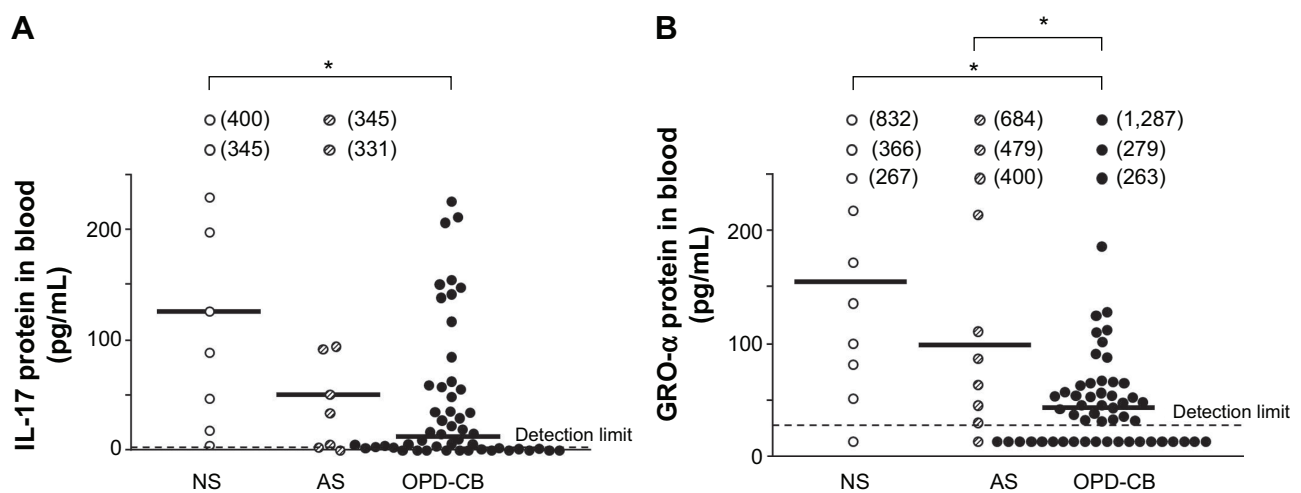 A
*
(400) (345)
(345) (331)
IL-17 protein in blood
(pg/mL)
200
100
0
Detection limit
NS AS OPD-CB
B
*
*
(832) (684) (1,287)
(366) (479) (279)
(267) (400) (263)
GRO-α protein in blood
(pg/mL)
200
100
0
Detection limit
NS AS OPD-CB